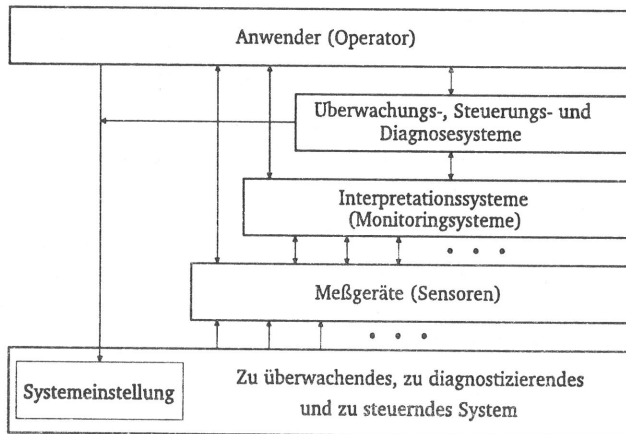 Anwender (Operator)
Überwachungs-, Steuerungs- und
Diagnosesysteme
Interpretationssysteme
(Monitoringsysteme)
• • •
Meßgeräte (Sensoren)
• • •
Systemeinstellung
Zu überwachendes, zu diagnostizierendes
und zu steuerndes System